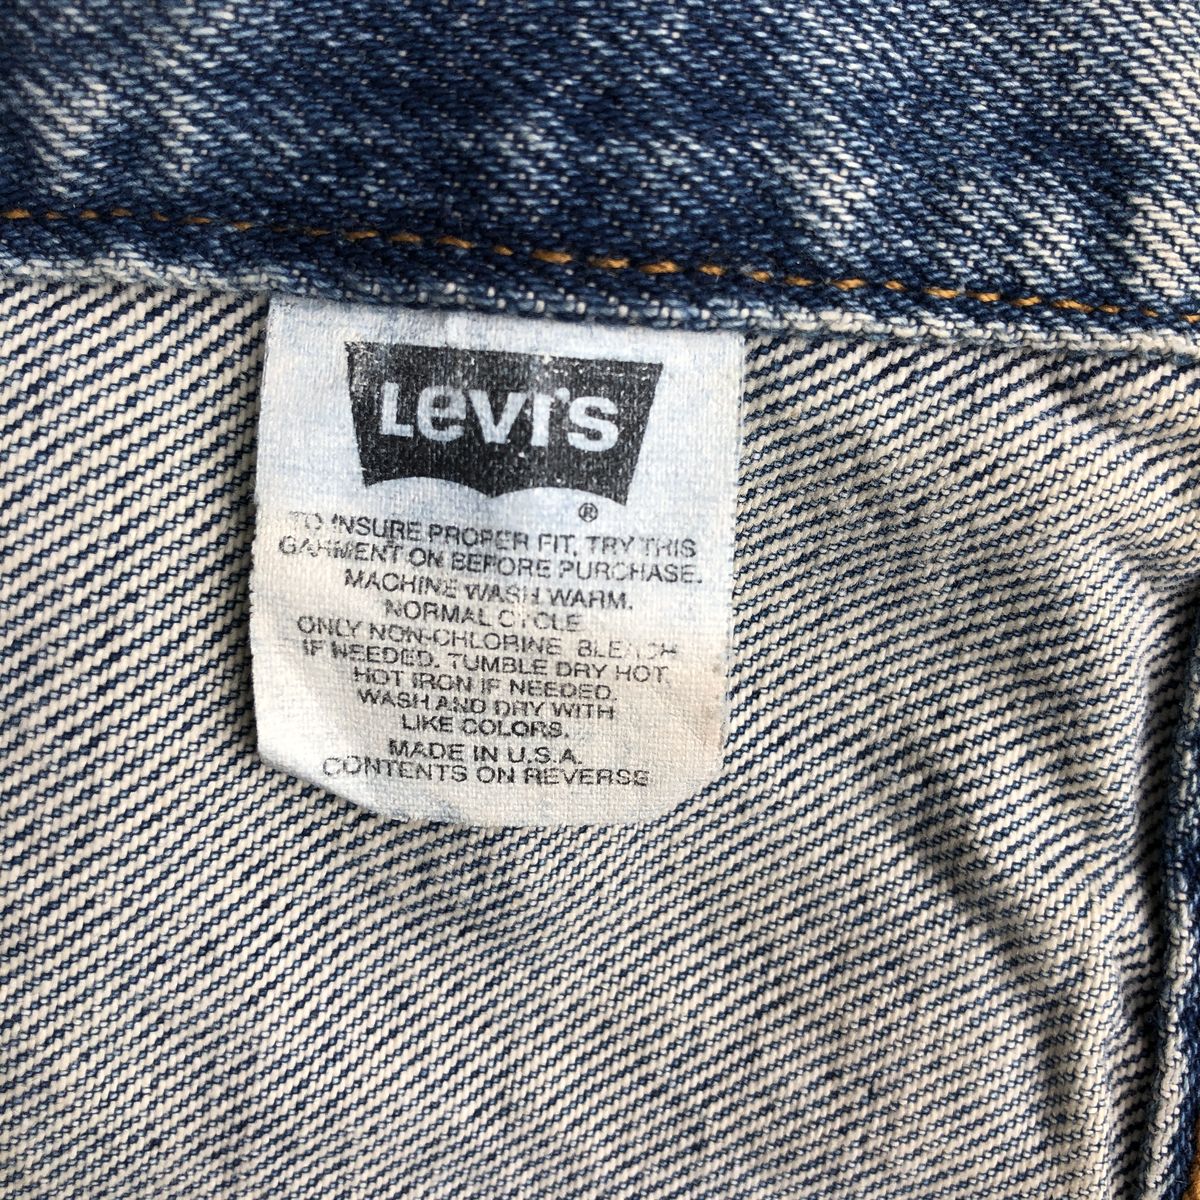 Levi's
®
TO INSURE PROPER FIT, TRY THIS
GARMENT ON BEFORE PURCHASE.
MACHINE WASH WARM.
NORMAL CYCLE
ONLY NON-CHLORINE BLEACH
IF NEEDED. TUMBLE DRY HOT.
HOT IRON IF NEEDED.
WASH AND DRY WITH
LIKE COLORS.
MADE IN U.S.A.
CONTENTS ON REVERSE